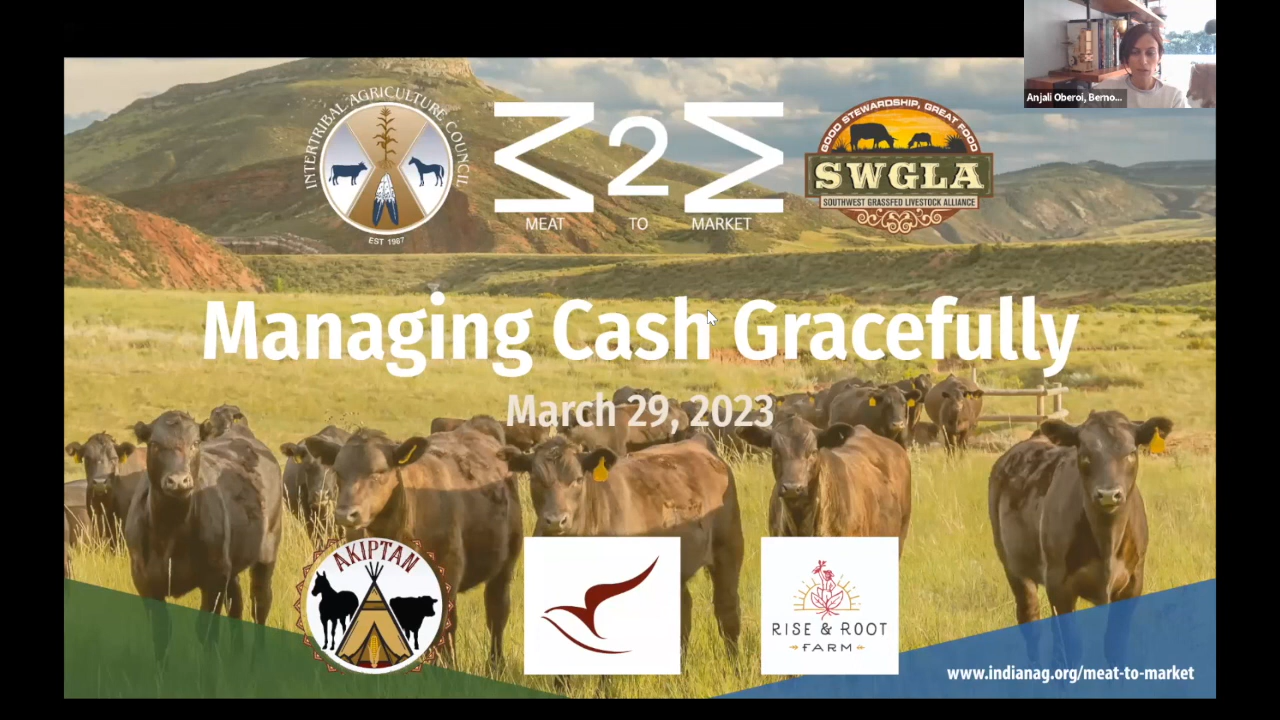 Anjali Oberoi, Berno...
INTERTRIBAL AGRICULTURE COUNCIL
EST 1987
M2M
MEAT TO MARKET
GOOD STEWARDSHIP, GREAT FOOD
SWGLA
SOUTHWEST GRASSFED LIVESTOCK ALLIANCE
Managing Cash Gracefully
March 29, 2023
AKIPTAN
RISE & ROOT
FARM
www.indianag.org/meat-to-market